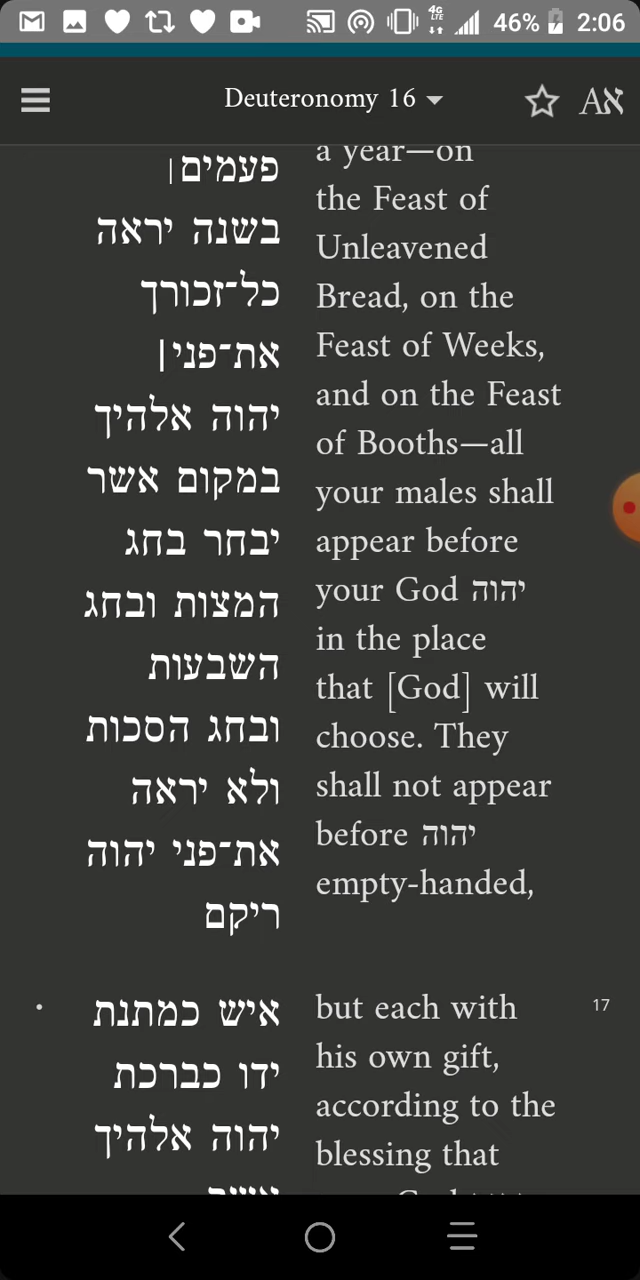 46% 2:06
Deuteronomy 16
Aא
פעמים׀
בשנה יראה
כל־זכורך
את־פני׀
יהוה אלהיך
במקום אשר
יבחר בחג
המצות ובחג
השבעות
ובחג הסכות
ולא יראה
את־פני יהוה
ריקם
a year—on
the Feast of
Unleavened
Bread, on the
Feast of Weeks,
and on the Feast
of Booths—all
your males shall
appear before
your God יהוה
in the place
that [God] will
choose. They
shall not appear
before יהוה
empty-handed,
איש כמתנת
ידו כברכת
יהוה אלהיך
but each with
his own gift,
according to the
blessing that
17